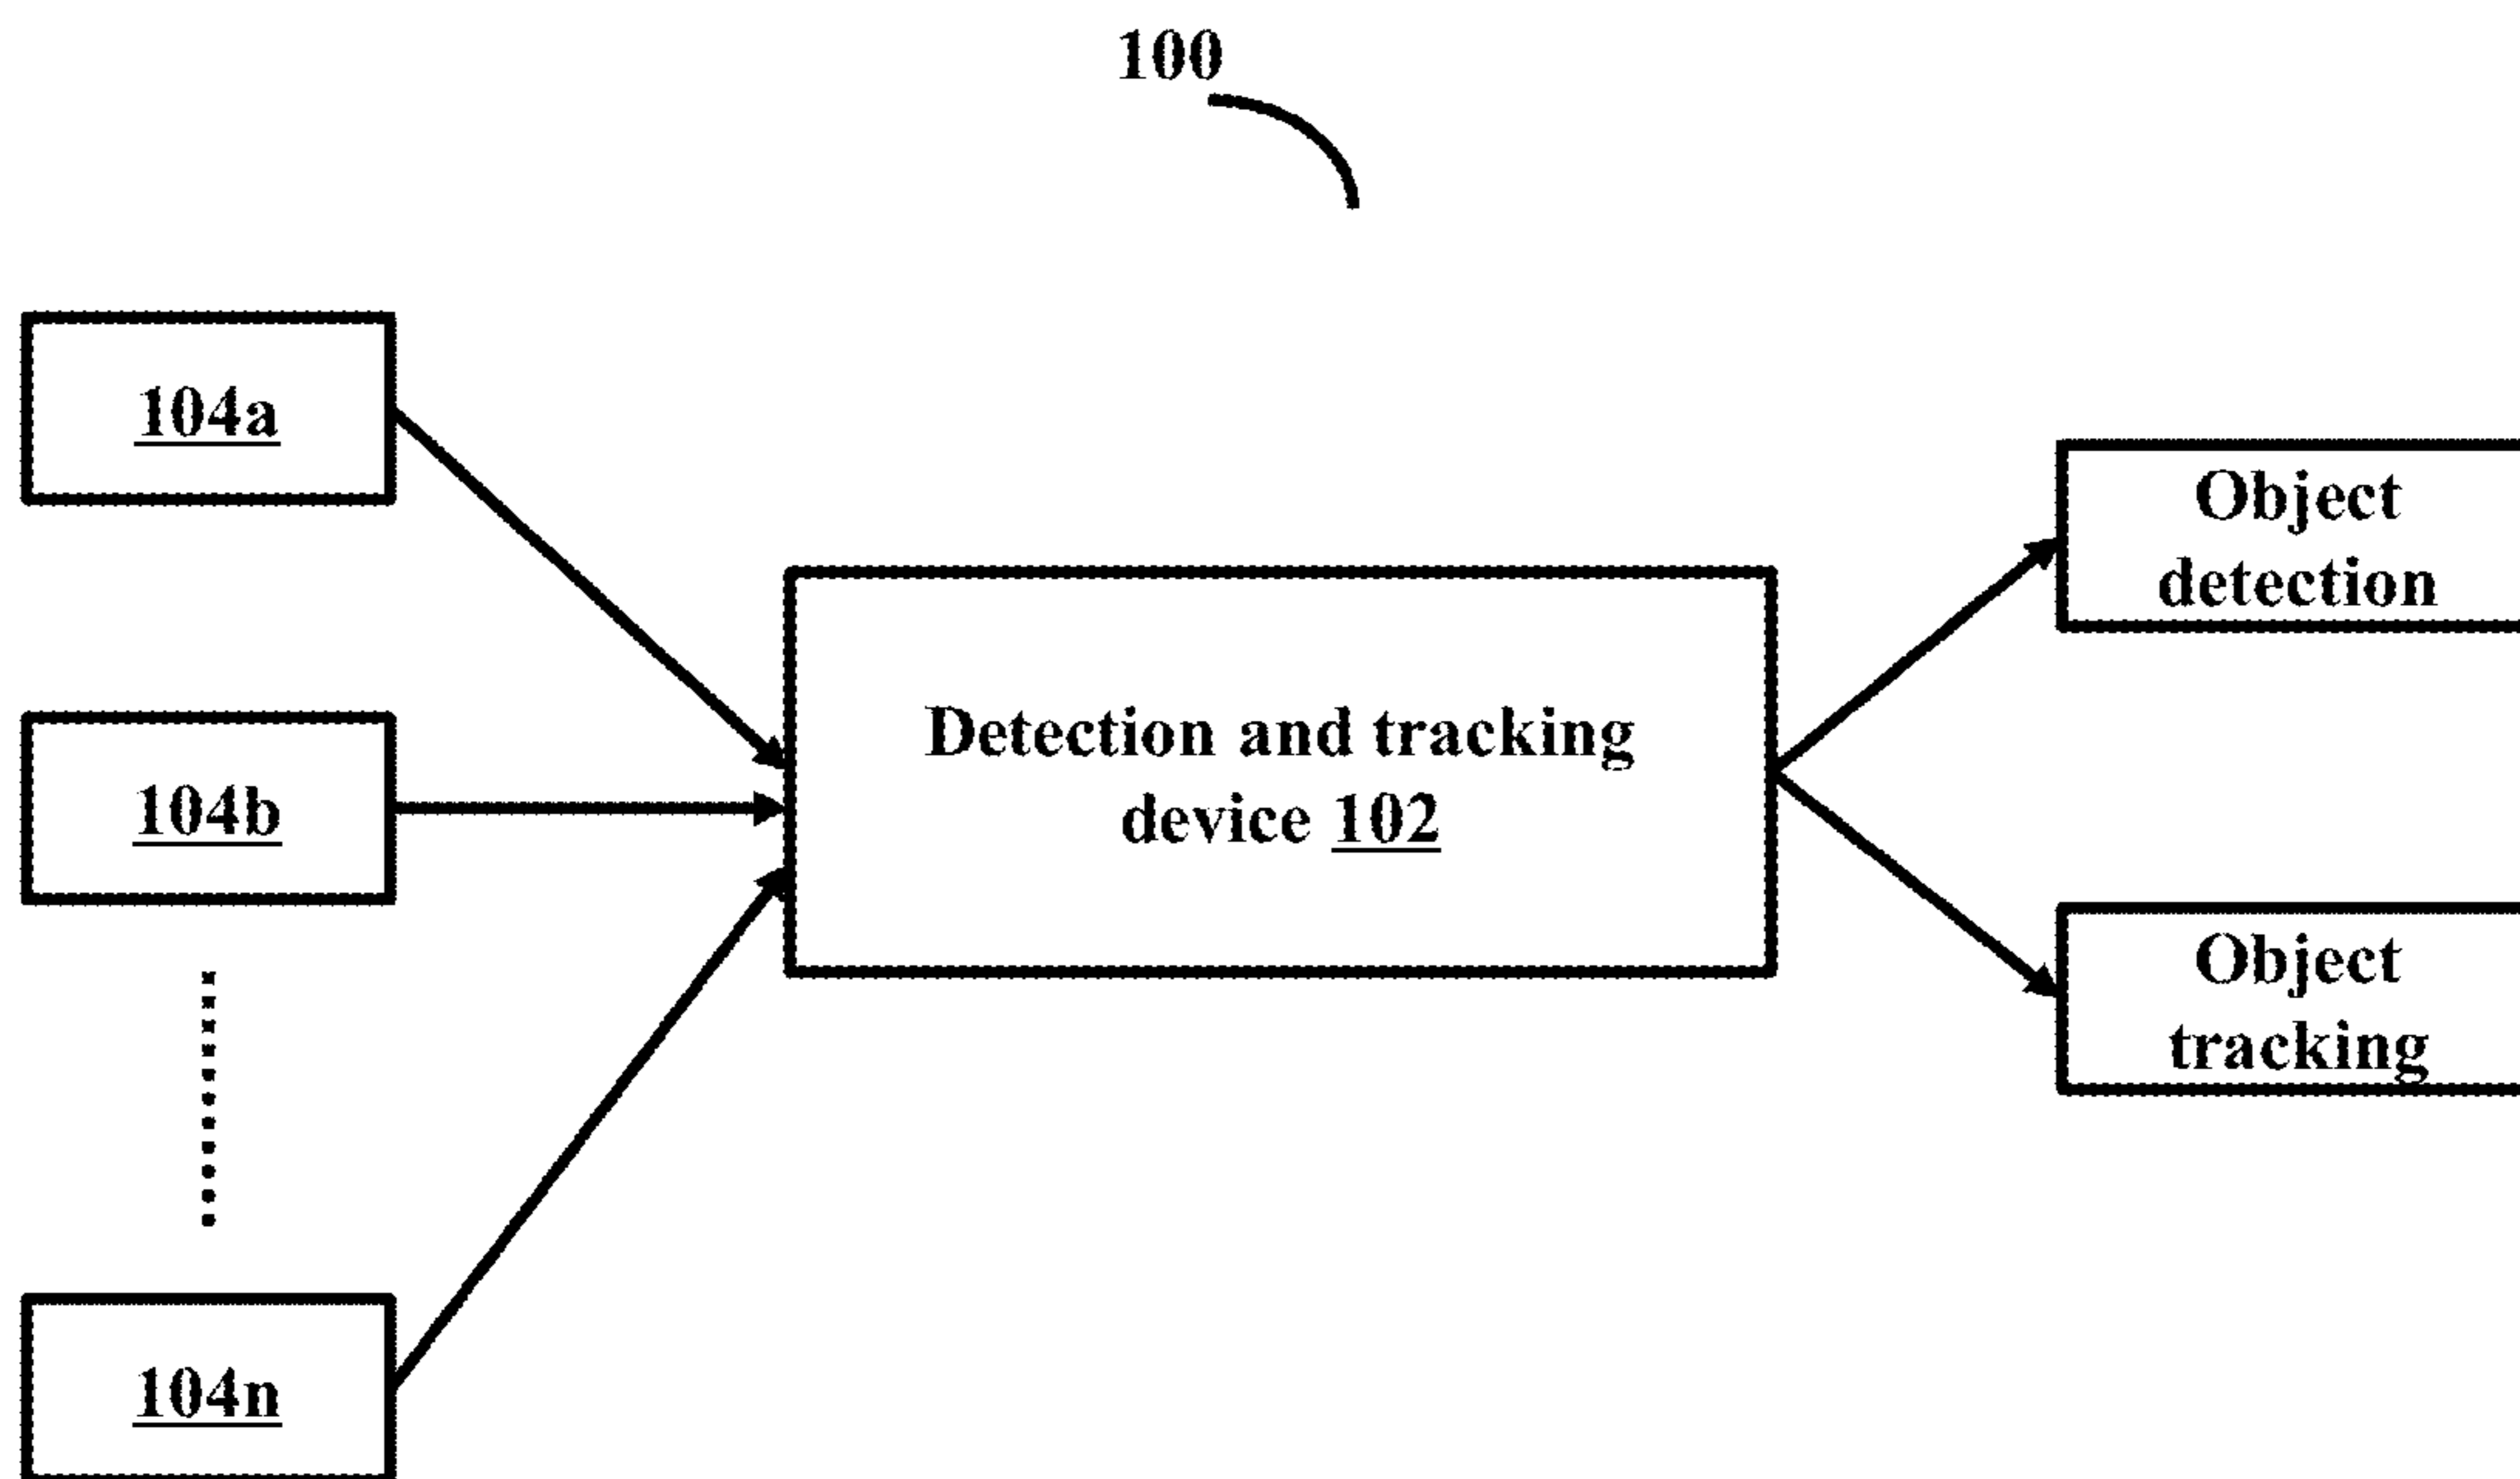 100
104a
104b
104n
Detection and tracking
device 102
Object
detection
Object
tracking